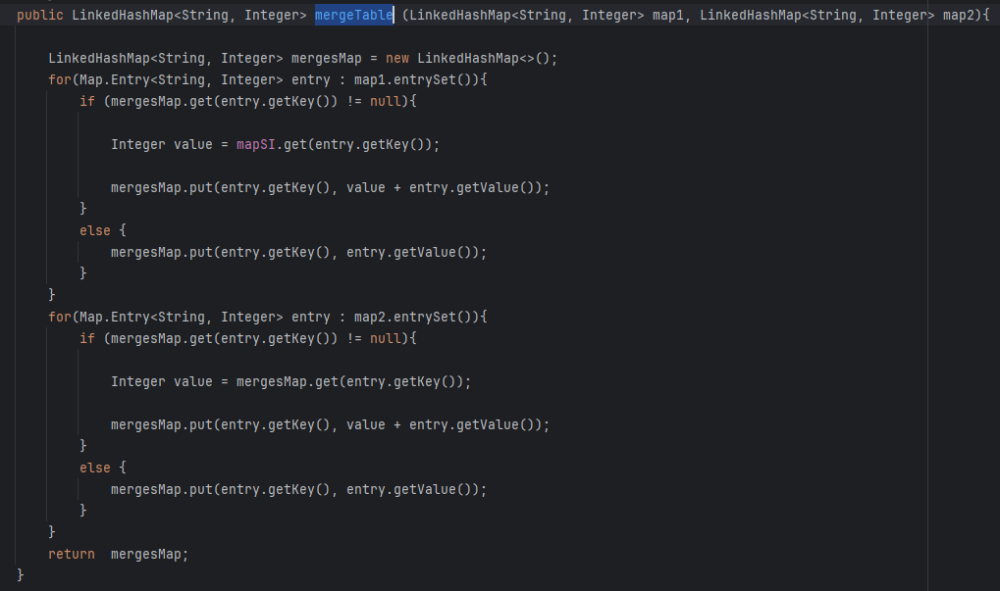 public LinkedHashMap<String, Integer> mergeTable (LinkedHashMap<String, Integer> map1, LinkedHashMap<String, Integer> map2){
LinkedHashMap<String, Integer> mergesMap = new LinkedHashMap<>();
for(Map.Entry<String, Integer> entry : map1.entrySet()){
if (mergesMap.get(entry.getKey()) != null){
Integer value = mapSI.get(entry.getKey());
mergesMap.put(entry.getKey(), value + entry.getValue());
}
else {
mergesMap.put(entry.getKey(), entry.getValue());
}
}
for(Map.Entry<String, Integer> entry : map2.entrySet()){
if (mergesMap.get(entry.getKey()) != null){
Integer value = mergesMap.get(entry.getKey());
mergesMap.put(entry.getKey(), value + entry.getValue());
}
else {
mergesMap.put(entry.getKey(), entry.getValue());
}
}
return  mergesMap;
}